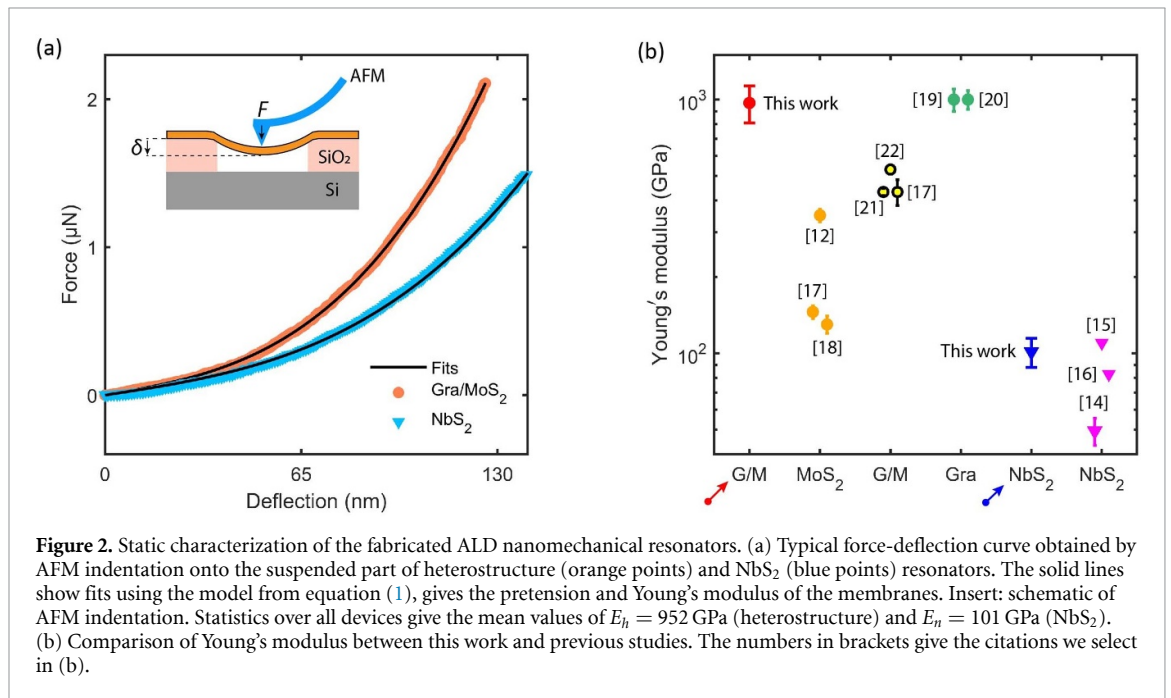 (a)
AFM
F
δ
SiO₂
Si
2
1
0
Force (μN)
Fits
Gra/MoS₂
NbS₂
0 65 130
Deflection (nm)
(b)
10³
10²
Young's modulus (GPa)
This work
[19] [20]
[22]
[21] [17]
[12]
[17]
[18]
This work
[15]
[16]
[14]
G/M MoS₂ G/M Gra NbS₂ NbS₂
Figure 2. Static characterization of the fabricated ALD nanomechanical resonators. (a) Typical force-deflection curve obtained by
AFM indentation onto the suspended part of heterostructure (orange points) and NbS₂ (blue points) resonators. The solid lines
show fits using the model from equation (1), gives the pretension and Young's modulus of the membranes. Insert: schematic of
AFM indentation. Statistics over all devices give the mean values of Eₕ = 952 GPa (heterostructure) and Eₙ = 101 GPa (NbS₂).
(b) Comparison of Young's modulus between this work and previous studies. The numbers in brackets give the citations we select
in (b).